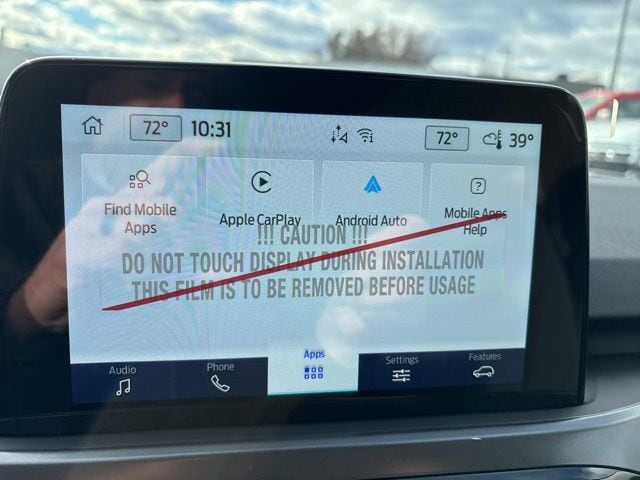 72° 10:31 72° 39°
Find Mobile Apps
Apple CarPlay
Android Auto
Mobile Apps Help
!!! CAUTION !!!
DO NOT TOUCH DISPLAY DURING INSTALLATION
THIS FILM IS TO BE REMOVED BEFORE USAGE
Audio Phone Apps Settings Features